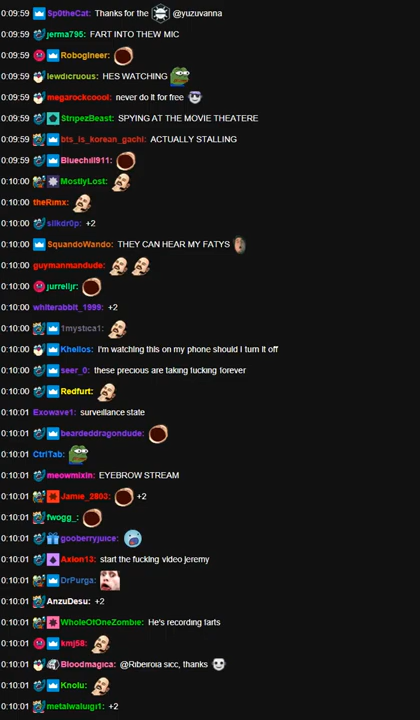 0:09:59 Sp0theCat: Thanks for the @yuzuvanna
0:09:59 jerma795: FART INTO THEW MIC
0:09:59 RoboGineer:
0:09:59 lewdicruous: HES WATCHING
0:09:59 megarockcoool: never do it for free
0:09:59 StripezBeast: SPYING AT THE MOVIE THEATERE
0:09:59 bts_is_korean_gachi: ACTUALLY STALLING
0:09:59 Bluechill911:
0:10:00 MostlyLost:
0:10:00 theRimx:
0:10:00 silkdr0p: +2
0:10:00 SquandoWando: THEY CAN HEAR MY FATYS
0:10:00 guymanmandude:
0:10:00 jurrelljr:
0:10:00 whiterabbit_1999: +2
0:10:00 1mystica1:
0:10:00 Khelios: I'm watching this on my phone should I turn it off
0:10:00 seer_0: these precious are taking fucking forever
0:10:00 Redfurt:
0:10:01 Exowave1: surveillance state
0:10:01 beardeddragondude:
0:10:01 CtrlTab:
0:10:01 meowmixin: EYEBROW STREAM
0:10:01 Jamie_2803: +2
0:10:01 fwogg_:
0:10:01 gooberryjuice:
0:10:01 Axion13: start the fucking video jeremy
0:10:01 DrPurga:
0:10:01 AnzuDesu: +2
0:10:01 WholeOfOneZombie: He's recording farts
0:10:01 kmj58:
0:10:01 Bloodmagica: @Ribeiroia sicc, thanks
0:10:01 Knolu:
0:10:01 metalwaluigi1: +2